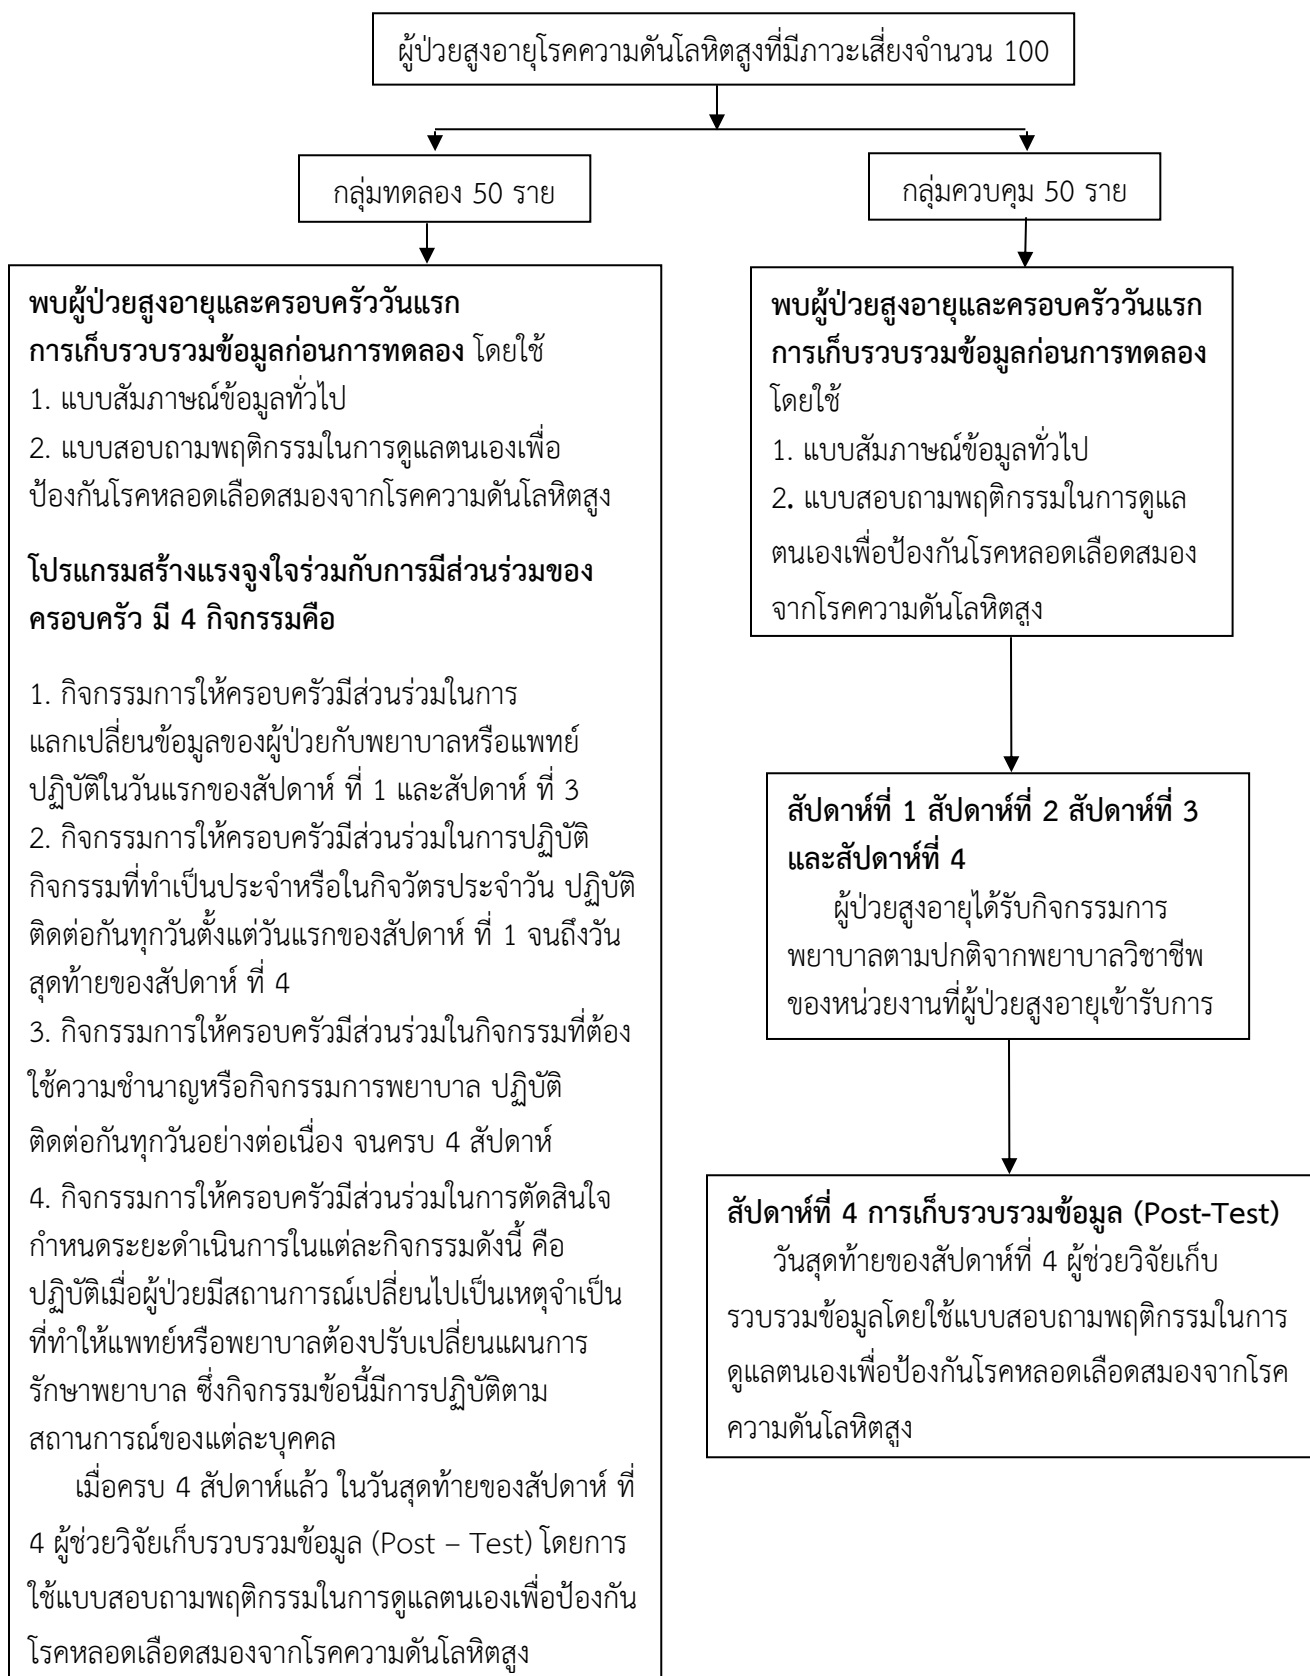 ผู้ป่วยสูงอายุโรคความดันโลหิตสูงที่มีภาวะเสี่ยงจำนวน 100
กลุ่มทดลอง 50 ราย
กลุ่มควบคุม 50 ราย
พบผู้ป่วยสูงอายุและครอบครัววันแรก
การเก็บรวบรวมข้อมูลก่อนการทดลอง โดยใช้
1. แบบสัมภาษณ์ข้อมูลทั่วไป
2. แบบสอบถามพฤติกรรมในการดูแลตนเองเพื่อ
ป้องกันโรคหลอดเลือดสมองจากโรคความดันโลหิตสูง
โปรแกรมสร้างแรงจูงใจร่วมกับการมีส่วนร่วมของ
ครอบครัว มี 4 กิจกรรมคือ
1. กิจกรรมการให้ครอบครัวมีส่วนร่วมในการ
แลกเปลี่ยนข้อมูลของผู้ป่วยกับพยาบาลหรือแพทย์
ปฏิบัติในวันแรกของสัปดาห์ ที่ 1 และสัปดาห์ ที่ 3
2. กิจกรรมการให้ครอบครัวมีส่วนร่วมในการปฏิบัติ
กิจกรรมที่ทำเป็นประจำหรือในกิจวัตรประจำวัน ปฏิบัติ
ติดต่อกันทุกวันตั้งแต่วันแรกของสัปดาห์ ที่ 1 จนถึงวัน
สุดท้ายของสัปดาห์ ที่ 4
3. กิจกรรมการให้ครอบครัวมีส่วนร่วมในกิจกรรมที่ต้อง
ใช้ความชำนาญหรือกิจกรรมการพยาบาล ปฏิบัติ
ติดต่อกันทุกวันอย่างต่อเนื่อง จนครบ 4 สัปดาห์
4. กิจกรรมการให้ครอบครัวมีส่วนร่วมในการตัดสินใจ
กำหนดระยะดำเนินการในแต่ละกิจกรรมดังนี้ คือ
ปฏิบัติเมื่อผู้ป่วยมีสถานการณ์เปลี่ยนไปเป็นเหตุจำเป็น
ที่ทำให้แพทย์หรือพยาบาลต้องปรับเปลี่ยนแผนการ
รักษาพยาบาล ซึ่งกิจกรรมข้อนี้มีการปฏิบัติตาม
สถานการณ์ของแต่ละบุคคล
เมื่อครบ 4 สัปดาห์แล้ว ในวันสุดท้ายของสัปดาห์ ที่
4 ผู้ช่วยวิจัยเก็บรวบรวมข้อมูล (Post – Test) โดยการ
ใช้แบบสอบถามพฤติกรรมในการดูแลตนเองเพื่อป้องกัน
โรคหลอดเลือดสมองจากโรคความดันโลหิตสูง
พบผู้ป่วยสูงอายุและครอบครัววันแรก
การเก็บรวบรวมข้อมูลก่อนการทดลอง
โดยใช้
1. แบบสัมภาษณ์ข้อมูลทั่วไป
2. แบบสอบถามพฤติกรรมในการดูแล
ตนเองเพื่อป้องกันโรคหลอดเลือดสมอง
จากโรคความดันโลหิตสูง
สัปดาห์ที่ 1 สัปดาห์ที่ 2 สัปดาห์ที่ 3
และสัปดาห์ที่ 4
ผู้ป่วยสูงอายุได้รับกิจกรรมการ
พยาบาลตามปกติจากพยาบาลวิชาชีพ
ของหน่วยงานที่ผู้ป่วยสูงอายุเข้ารับการ
สัปดาห์ที่ 4 การเก็บรวบรวมข้อมูล (Post-Test)
วันสุดท้ายของสัปดาห์ที่ 4 ผู้ช่วยวิจัยเก็บ
รวบรวมข้อมูลโดยใช้แบบสอบถามพฤติกรรมในการ
ดูแลตนเองเพื่อป้องกันโรคหลอดเลือดสมองจากโรค
ความดันโลหิตสูง